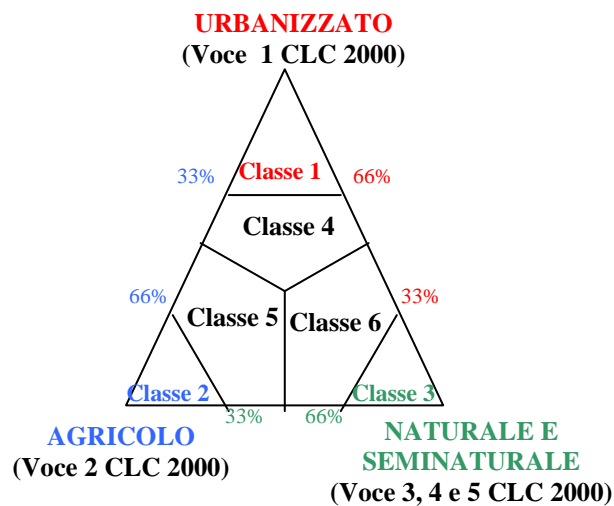 URBANIZZATO
(Voce 1 CLC 2000)
33%
Classe 1
66%
Classe 4
66%
33%
Classe 5
Classe 6
Classe 2
33%
66%
Classe 3
AGRICOLO
(Voce 2 CLC 2000)
NATURALE E
SEMINATURALE
(Voce 3, 4 e 5 CLC 2000)